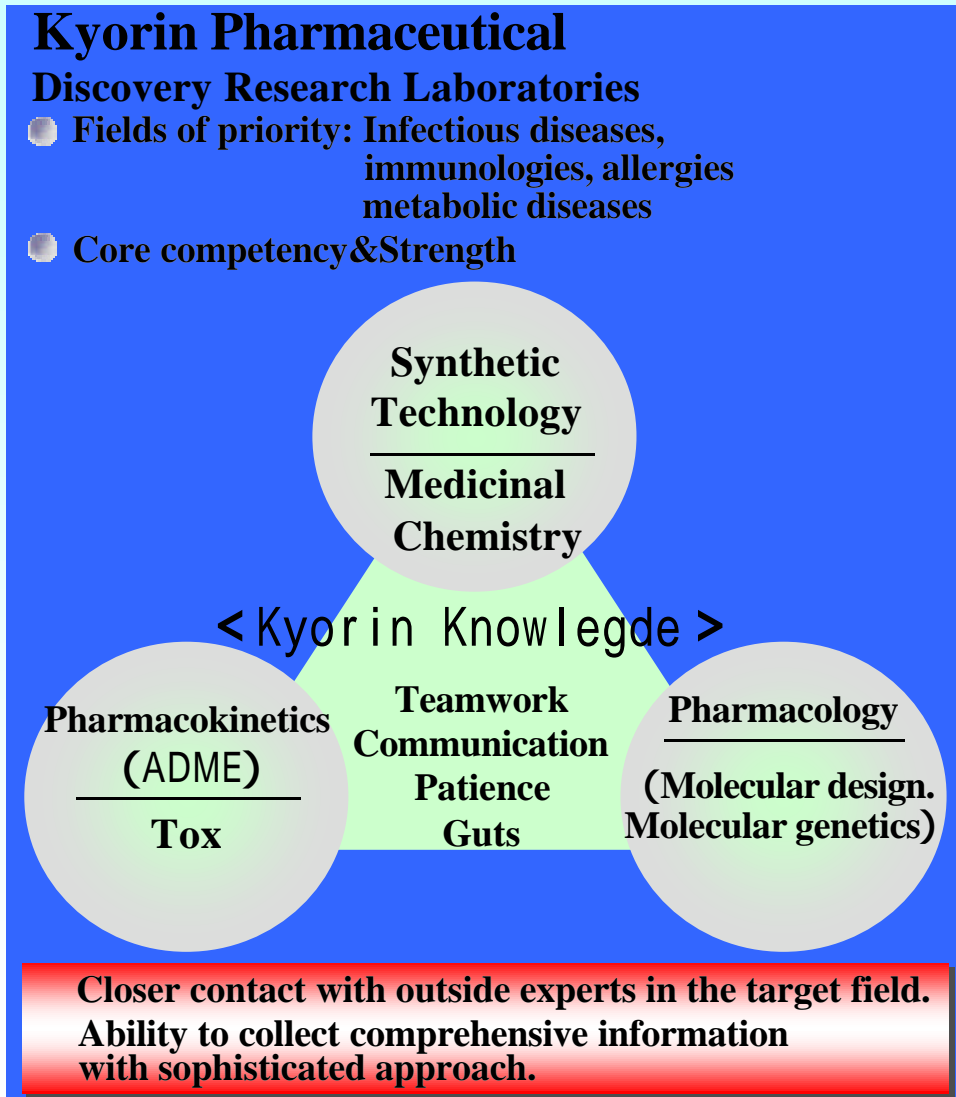 Kyorin Pharmaceutical
Discovery Research Laboratories
Fields of priority: Infectious diseases,
immunologies, allergies
metabolic diseases
Core competency&Strength
Synthetic
Technology
Medicinal
Chemistry
<Kyorin Knowlegde>
Pharmacokinetics
(ADME)
Tox
Teamwork
Communication
Patience
Guts
Pharmacology
(Molecular design.
Molecular genetics)
Closer contact with outside experts in the target field.
Ability to collect comprehensive information
with sophisticated approach.